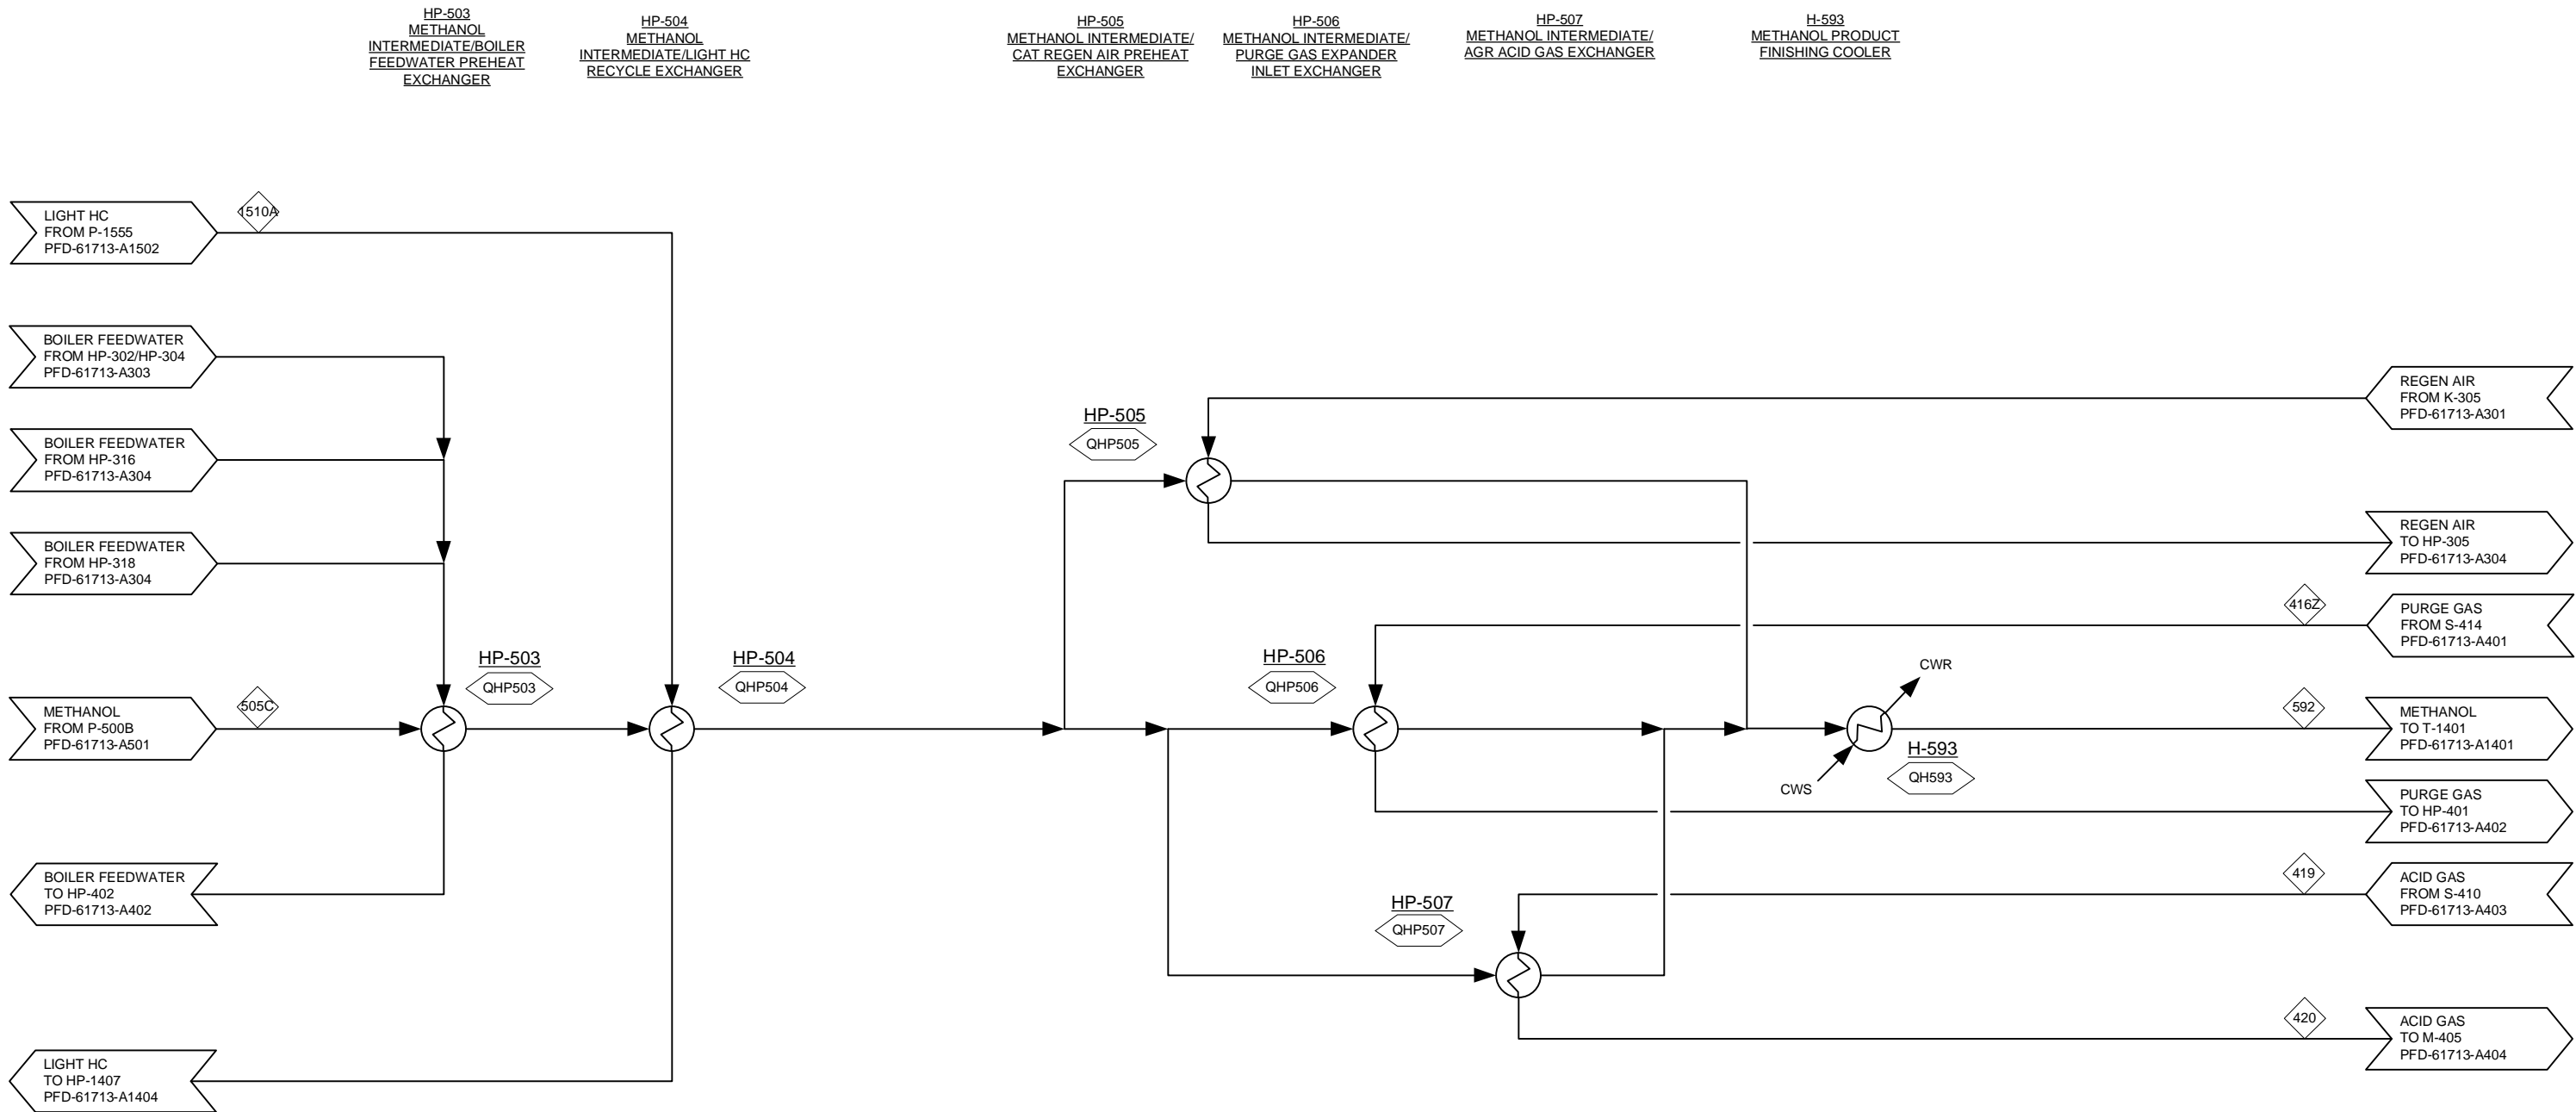 HP-503
METHANOL
INTERMEDIATE/BOILER
FEEDWATER PREHEAT
EXCHANGER
HP-504
METHANOL
INTERMEDIATE/LIGHT HC
RECYCLE EXCHANGER
HP-505
METHANOL INTERMEDIATE/
CAT REGEN AIR PREHEAT
EXCHANGER
HP-506
METHANOL INTERMEDIATE/
PURGE GAS EXPANDER
INLET EXCHANGER
HP-507
METHANOL INTERMEDIATE/
AGR ACID GAS EXCHANGER
H-593
METHANOL PRODUCT
FINISHING COOLER
LIGHT HC
FROM P-1555
PFD-61713-A1502
1510A
BOILER FEEDWATER
FROM HP-302/HP-304
PFD-61713-A303
BOILER FEEDWATER
FROM HP-316
PFD-61713-A304
BOILER FEEDWATER
FROM HP-318
PFD-61713-A304
METHANOL
FROM P-500B
PFD-61713-A501
505C
BOILER FEEDWATER
TO HP-402
PFD-61713-A402
LIGHT HC
TO HP-1407
PFD-61713-A1404
HP-503
QHP503
HP-504
QHP504
HP-505
QHP505
HP-506
QHP506
HP-507
QHP507
CWR
CWS
H-593
QH593
REGEN AIR
FROM K-305
PFD-61713-A301
REGEN AIR
TO HP-305
PFD-61713-A304
416Z
PURGE GAS
FROM S-414
PFD-61713-A401
592
METHANOL
TO T-1401
PFD-61713-A1401
PURGE GAS
TO HP-401
PFD-61713-A402
419
ACID GAS
FROM S-410
PFD-61713-A403
420
ACID GAS
TO M-405
PFD-61713-A404